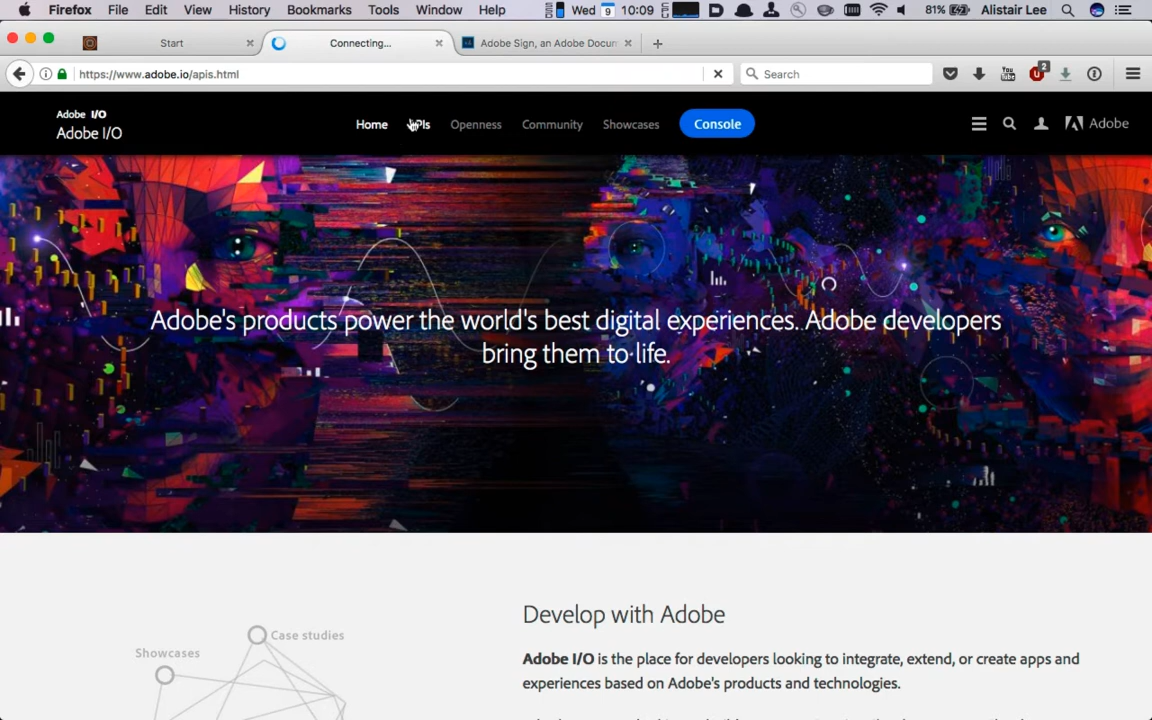 Firefox File Edit View History Bookmarks Tools Window Help Wed 9 10:09 81% Alistair Lee
Start Connecting... Adobe Sign, an Adobe Docum
https://www.adobe.io/apis.html Search 2
Adobe I/O
Adobe I/O
Home APIs Openness Community Showcases Console Adobe
Adobe's products power the world's best digital experiences. Adobe developers
bring them to life.
Develop with Adobe
Case studies
Showcases
Adobe I/O is the place for developers looking to integrate, extend, or create apps and
experiences based on Adobe's products and technologies.